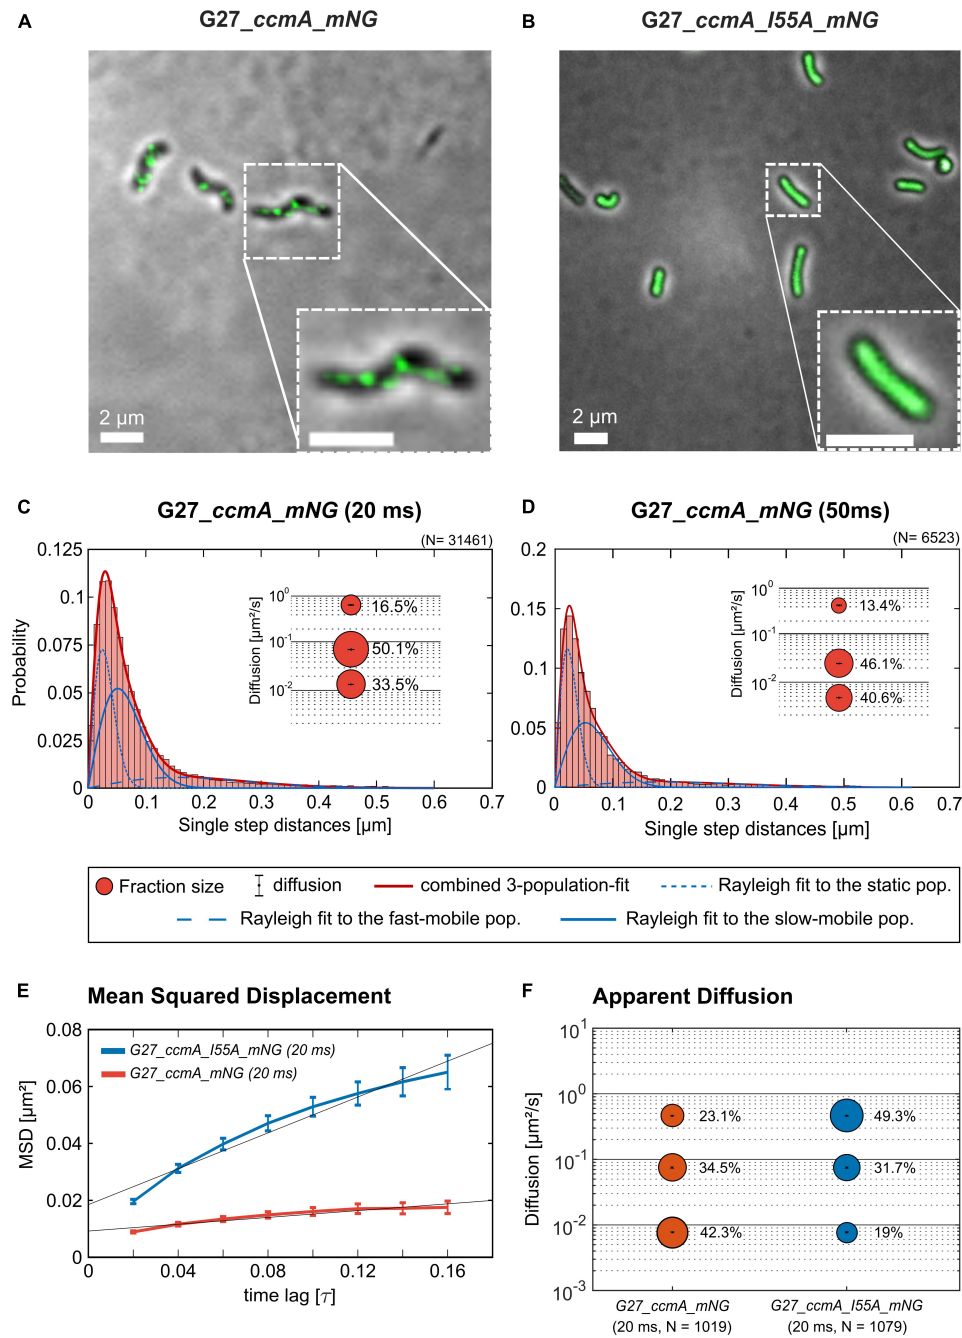 A
G27_ccmA_mNG
B
G27_ccmA_I55A_mNG
2 µm
2 µm
C
G27_ccmA_mNG (20 ms)
(N= 31461)
0.125
0.1
0.075
0.05
0.025
0
Probability
0
0.1
0.2
0.3
0.4
0.5
0.6
0.7
Single step distances [µm]
Diffusion [µm²/s]
10⁰
10⁻¹
10⁻²
16.5%
50.1%
33.5%
D
G27_ccmA_mNG (50ms)
(N= 6523)
0.2
0.15
0.1
0.05
0
0
0.1
0.2
0.3
0.4
0.5
0.6
0.7
Single step distances [µm]
Diffusion [µm²/s]
10⁰
10⁻¹
10⁻²
13.4%
46.1%
40.6%
Fraction size
diffusion
combined 3-population-fit
Rayleigh fit to the static pop.
Rayleigh fit to the fast-mobile pop.
Rayleigh fit to the slow-mobile pop.
E
Mean Squared Displacement
0.08
0.06
0.04
0.02
0
MSD [µm²]
G27_ccmA_I55A_mNG (20 ms)
G27_ccmA_mNG (20 ms)
0
0.04
0.08
0.12
0.16
time lag [τ]
F
Apparent Diffusion
10¹
10⁰
10⁻¹
10⁻²
10⁻³
Diffusion [µm²/s]
23.1%
49.3%
34.5%
31.7%
42.3%
19%
G27_ccmA_mNG
(20 ms, N = 1019)
G27_ccmA_I55A_mNG
(20 ms, N = 1079)